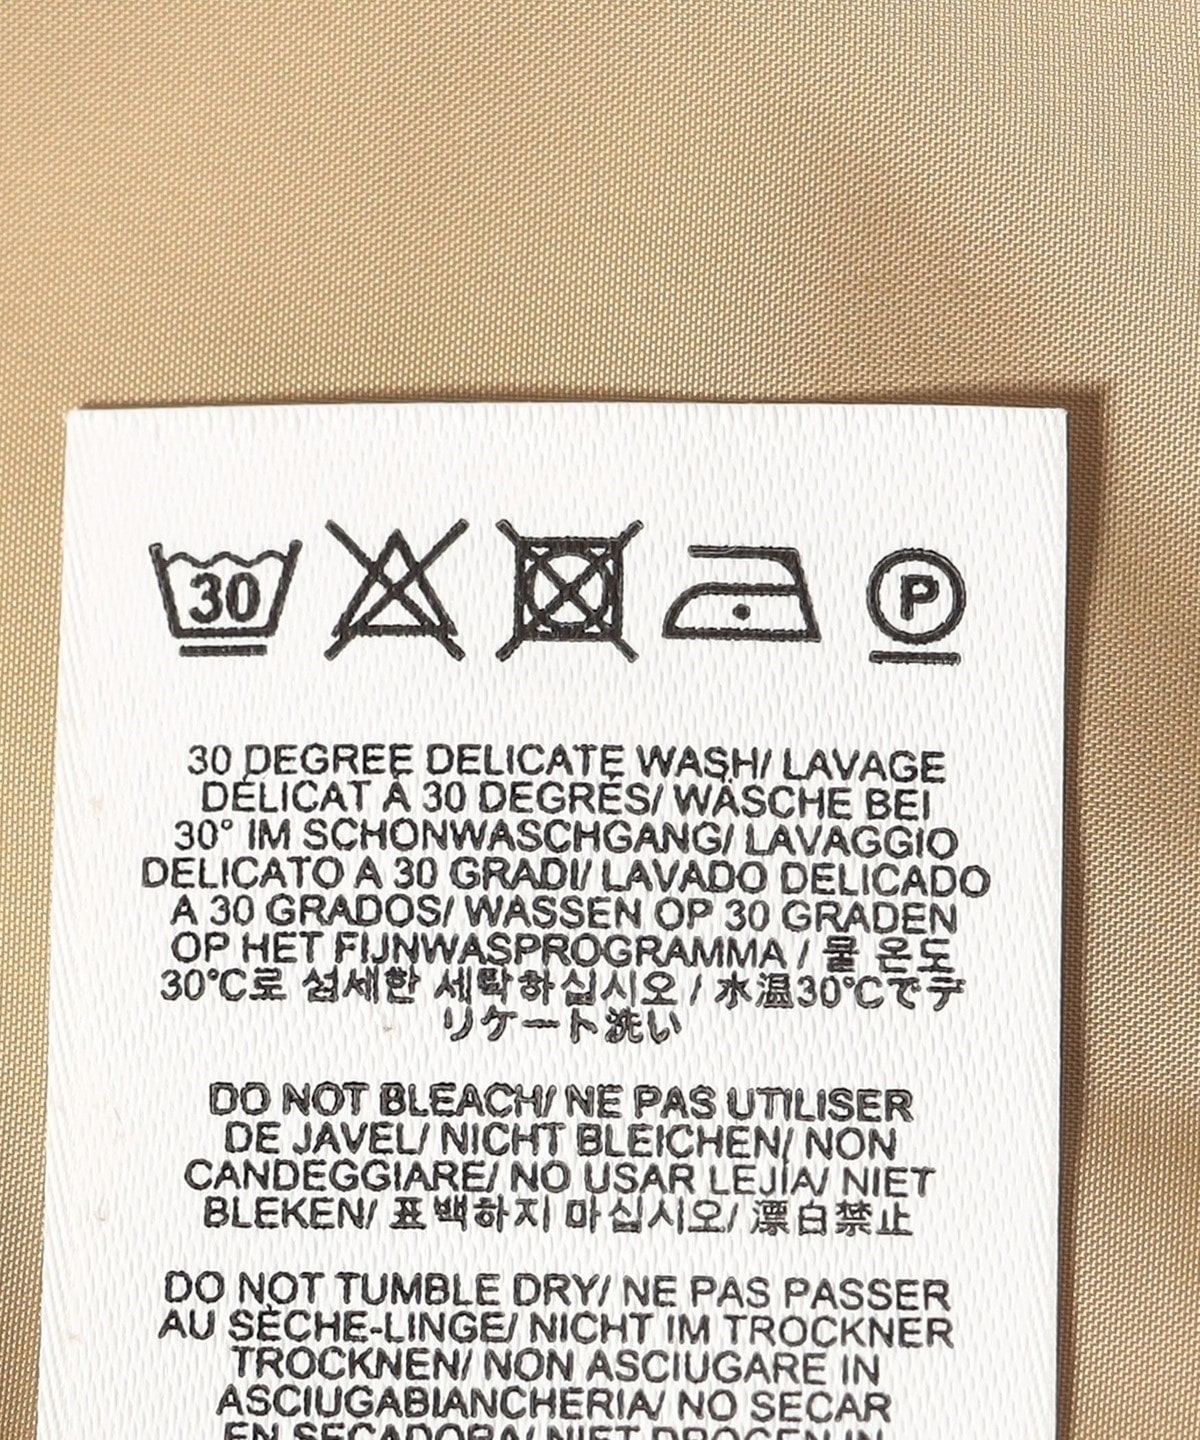 30
P
30 DEGREE DELICATE WASH/ LAVAGE
DÉLICAT À 30 DEGRÉS/ WÄSCHE BEI
30° IM SCHONWASCHGANG/ LAVAGGIO
DELICATO A 30 GRADI/ LAVADO DELICADO
A 30 GRADOS/ WASSEN OP 30 GRADEN
OP HET FIJNWASPROGRAMMA / 물 온도
30°C로 섬세한 세탁하십시오 / 水温30°Cでデ
リケート洗い
DO NOT BLEACH/ NE PAS UTILISER
DE JAVEL/ NICHT BLEICHEN/ NON
CANDEGGIARE/ NO USAR LEJÍA/ NIET
BLEKEN/ 표백하지 마십시오/ 漂白禁止
DO NOT TUMBLE DRY/ NE PAS PASSER
AU SÈCHE-LINGE/ NICHT IM TROCKNER
TROCKNEN/ NON ASCIUGARE IN
ASCIUGABIANCHERIA/ NO SECAR
EN SECADORA/ NIET DROGEN IN